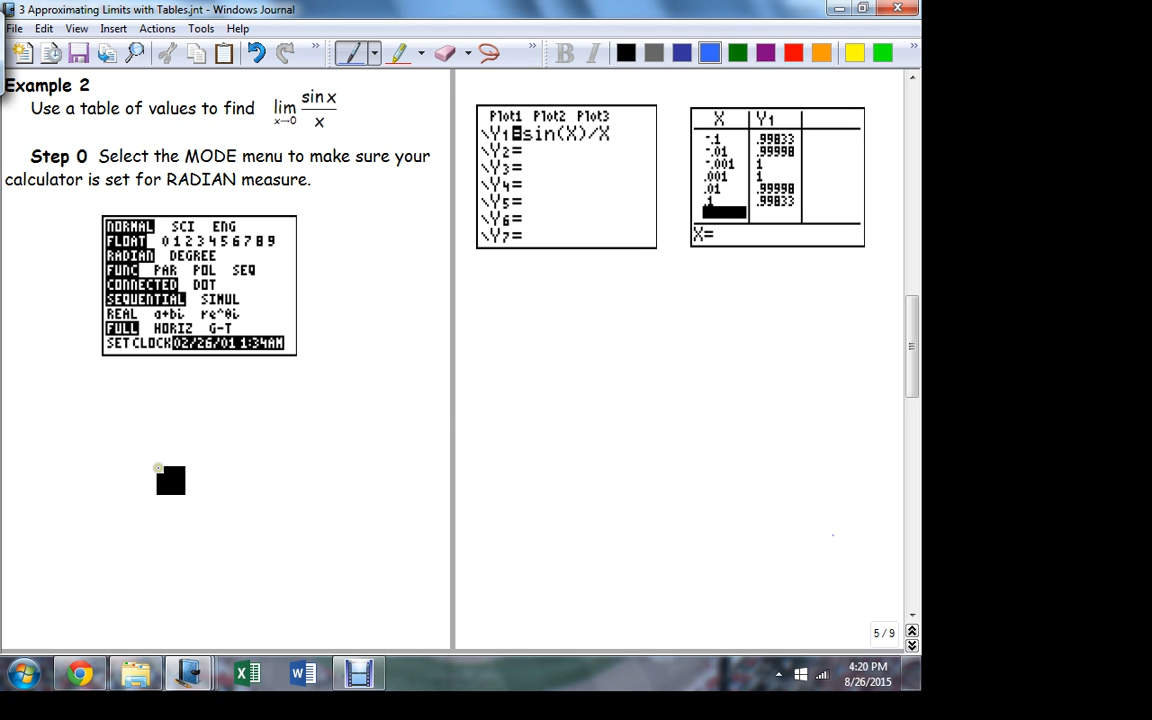 3 Approximating Limits with Tables.jnt - Windows Journal
File Edit View Insert Actions Tools Help
B I
Example 2
Use a table of values to find lim x→0 sin x / x
Step 0 Select the MODE menu to make sure your
calculator is set for RADIAN measure.
NORMAL SCI ENG
FLOAT 0 1 2 3 4 5 6 7 8 9
RADIAN DEGREE
FUNC PAR POL SEQ
CONNECTED DOT
SEQUENTIAL SIMUL
REAL a+bi re^θi
FULL HORIZ G-T
SET CLOCK 02/26/01 1:34AM
Plot1 Plot2 Plot3
\Y1=sin(X)/X
\Y2=
\Y3=
\Y4=
\Y5=
\Y6=
\Y7=
X Y1
-.1 .99833
-.01 .99998
-.001 1
.001 1
.01 .99998
.1 .99833
X=
5 / 9
4:20 PM
8/26/2015